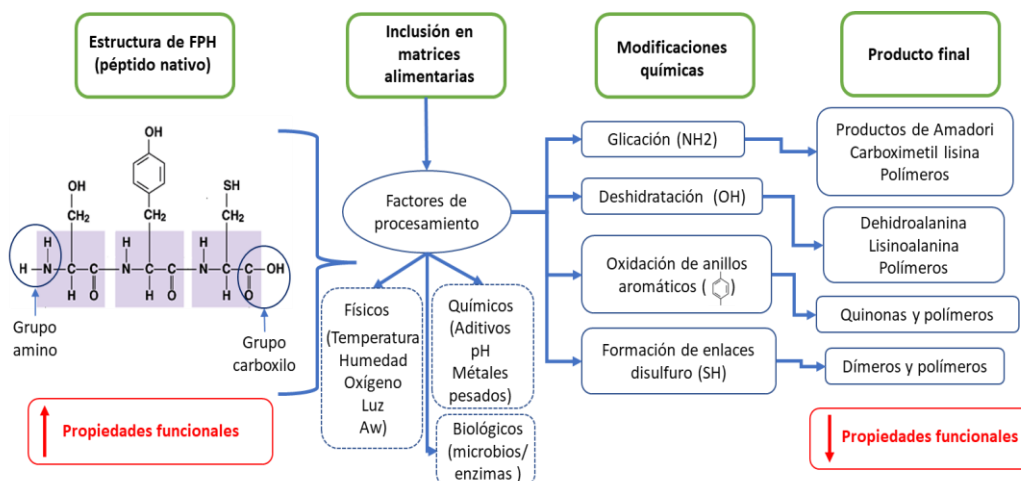 Estructura de FPH
(péptido nativo)
Inclusión en
matrices
alimentarias
Modificaciones
químicas
Producto final
OH
OH
CH₂
CH₂
SH
CH₂
H
H
H
H
H
H
H
N
C
C
N
C
C
N
C
C
OH
H
O
H
O
H
O
Grupo
amino
Grupo
carboxilo
Propiedades funcionales
Factores de
procesamiento
Físicos
(Temperatura
Humedad
Oxígeno
Luz
Aw)
Químicos
(Aditivos
pH
Métales
pesados)
Biológicos
(microbios/
enzimas )
Glicación (NH2)
Deshidratación (OH)
Oxidación de anillos
aromáticos ( )
Formación de enlaces
disulfuro (SH)
Productos de Amadori
Carboximetil lisina
Polímeros
Dehidroalanina
Lisinoalanina
Polímeros
Quinonas y polímeros
Dímeros y polímeros
Propiedades funcionales